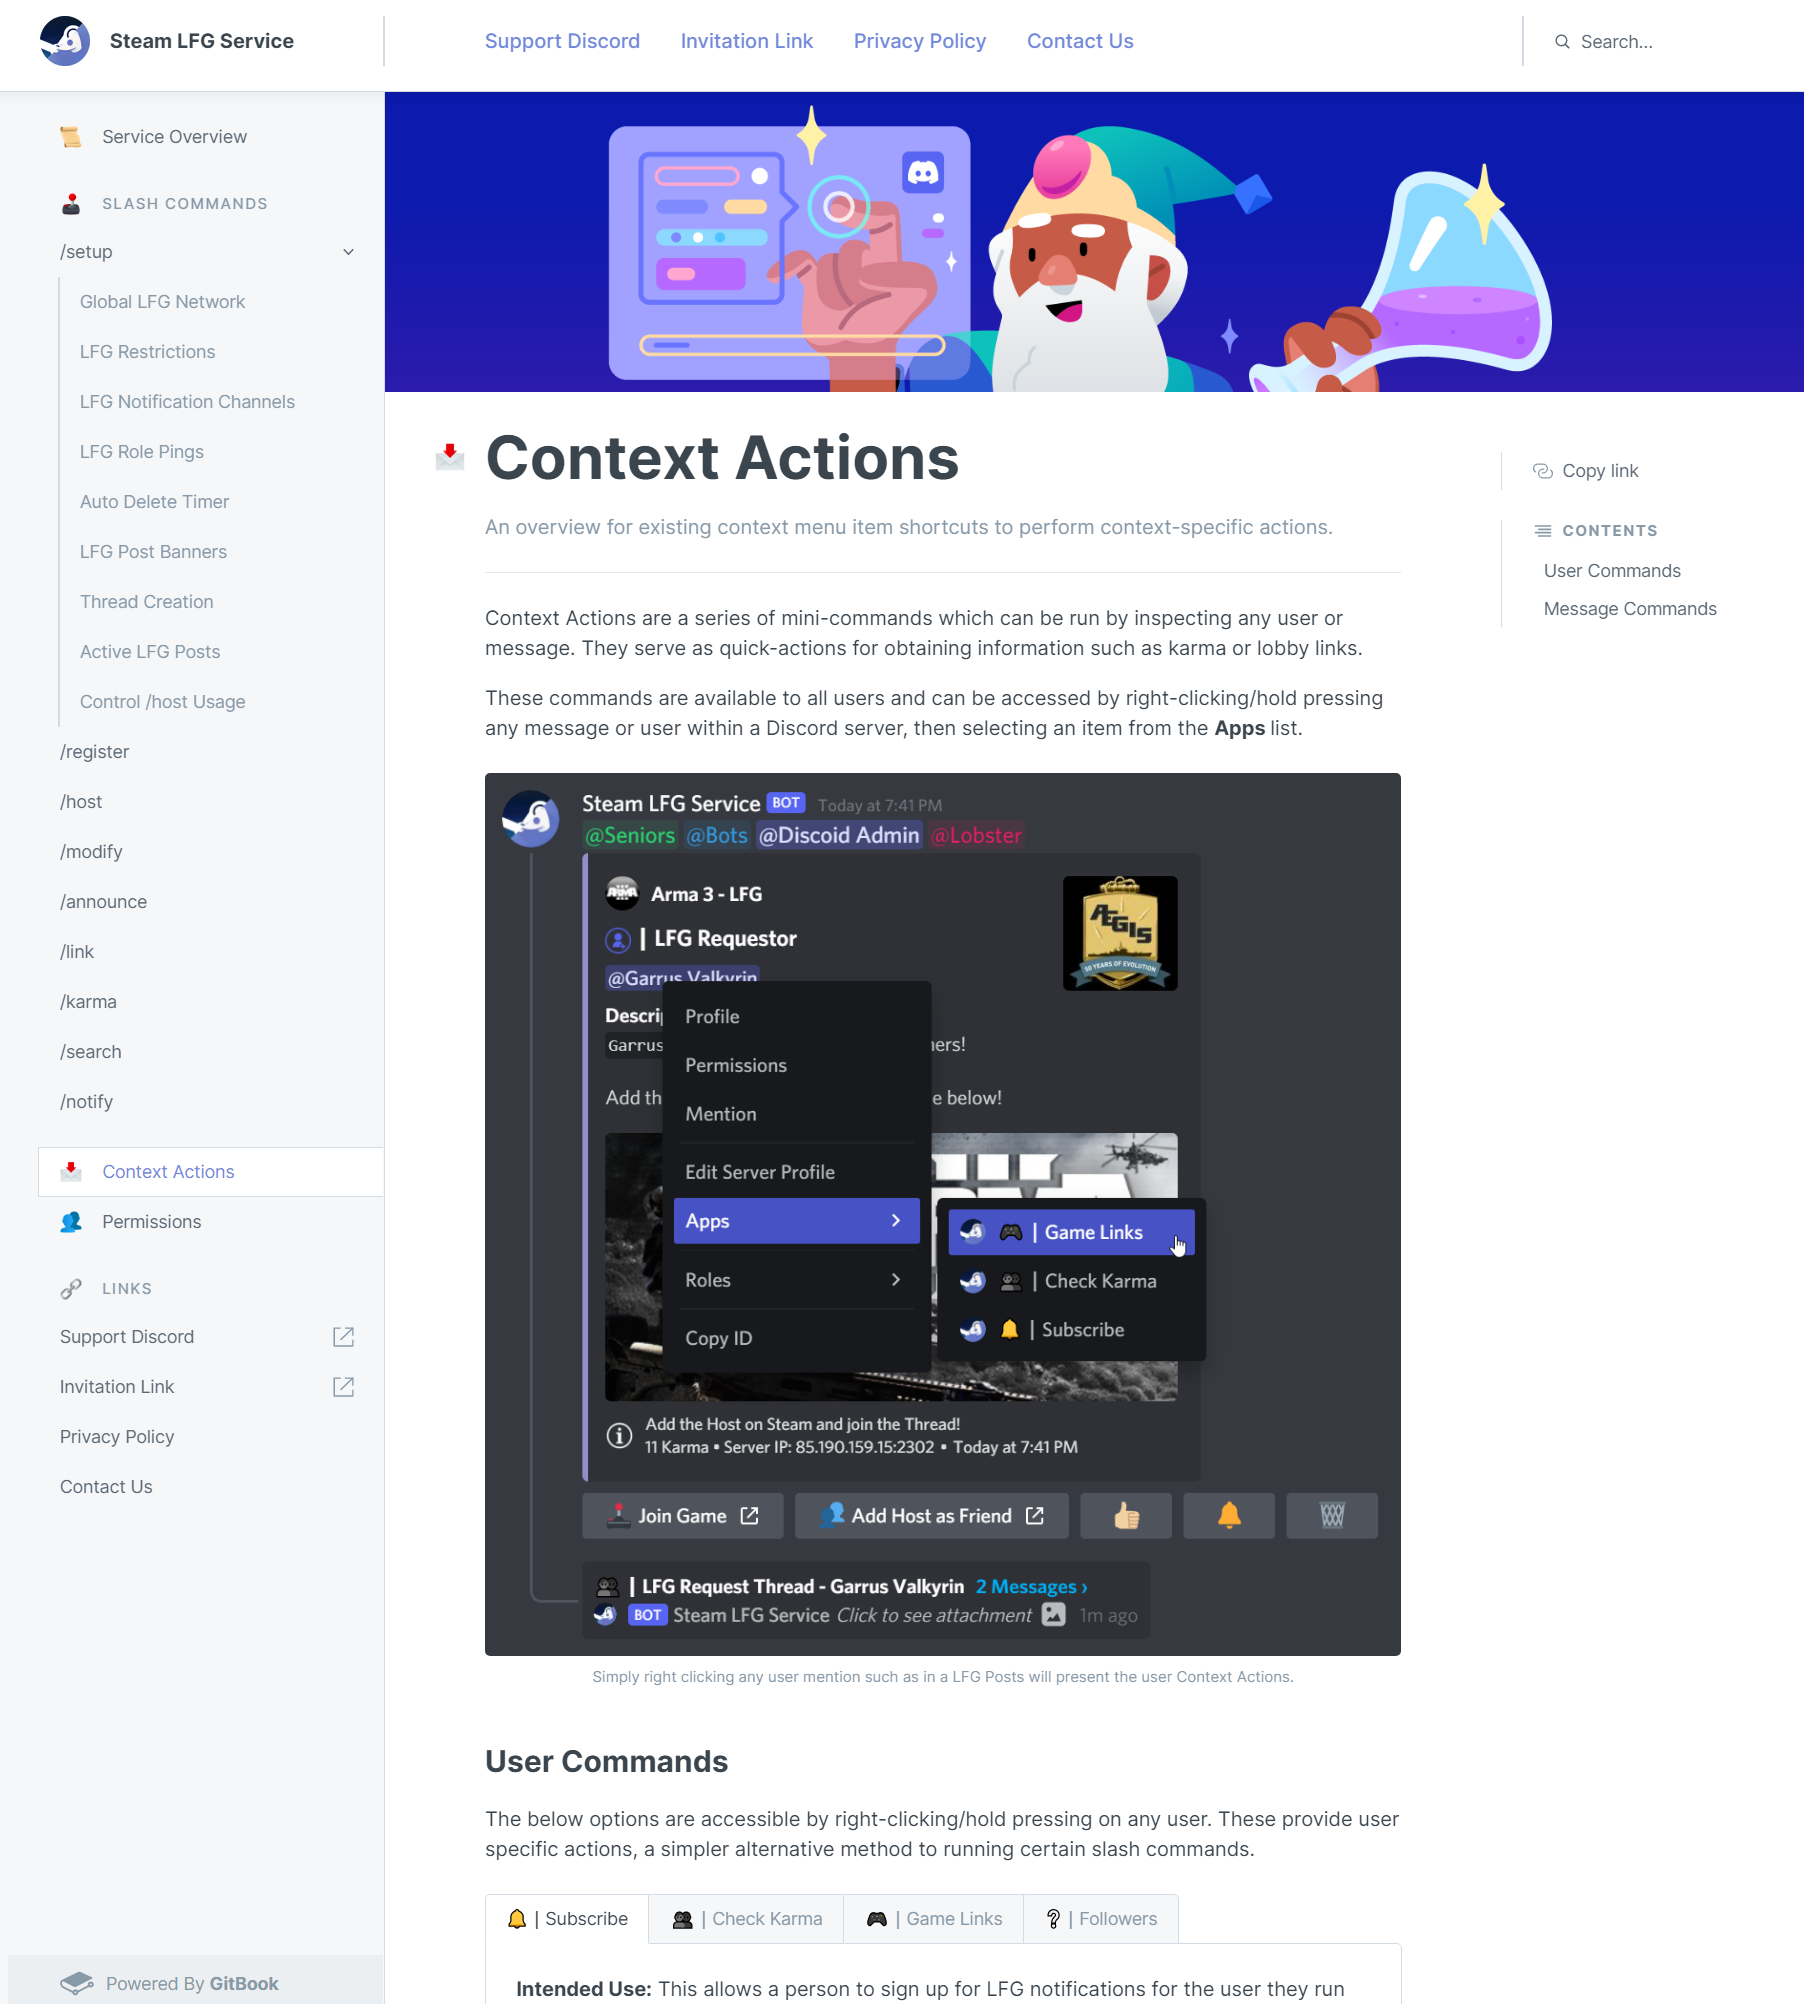 Steam LFG Service
Support Discord
Invitation Link
Privacy Policy
Contact Us
Search...
Service Overview
SLASH COMMANDS
/setup
Global LFG Network
LFG Restrictions
LFG Notification Channels
LFG Role Pings
Auto Delete Timer
LFG Post Banners
Thread Creation
Active LFG Posts
Control /host Usage
/register
/host
/modify
/announce
/link
/karma
/search
/notify
Context Actions
Permissions
LINKS
Support Discord
Invitation Link
Privacy Policy
Contact Us
Powered By GitBook
Context Actions
An overview for existing context menu item shortcuts to perform context-specific actions.
Copy link
CONTENTS
User Commands
Message Commands
Context Actions are a series of mini-commands which can be run by inspecting any user or
message. They serve as quick-actions for obtaining information such as karma or lobby links.
These commands are available to all users and can be accessed by right-clicking/hold pressing
any message or user within a Discord server, then selecting an item from the Apps list.
Steam LFG Service BOT Today at 7:41 PM
@Seniors @Bots @Discoid Admin @Lobster
ARMA
Arma 3 - LFG
AEGIS
50 YEARS OF EVOLUTION
| LFG Requestor
@Garrus Valkyrin
Descrip
Garrus
hers!
Add th
e below!
Profile
Permissions
Mention
Edit Server Profile
Apps
Roles
Copy ID
| Game Links
| Check Karma
| Subscribe
Add the Host on Steam and join the Thread!
11 Karma • Server IP: 85.190.159.15:2302 • Today at 7:41 PM
Join Game
Add Host as Friend
| LFG Request Thread - Garrus Valkyrin 2 Messages ›
BOT Steam LFG Service Click to see attachment 1m ago
Simply right clicking any user mention such as in a LFG Posts will present the user Context Actions.
User Commands
The below options are accessible by right-clicking/hold pressing on any user. These provide user
specific actions, a simpler alternative method to running certain slash commands.
| Subscribe
| Check Karma
| Game Links
| Followers
Intended Use: This allows a person to sign up for LFG notifications for the user they run